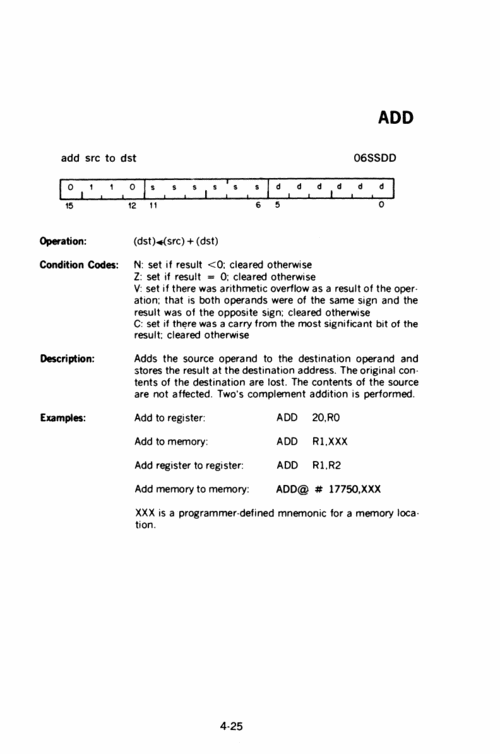 ADD
add src to dst 06SSDD
0 1 1 0 s s s s s s d d d d d d
15 12 11 6 5 0
Operation: (dst)◄(src) + (dst)
Condition Codes: N: set if result <0; cleared otherwise
Z: set if result = 0; cleared otherwise
V: set if there was arithmetic overflow as a result of the oper-
ation; that is both operands were of the same sign and the
result was of the opposite sign; cleared otherwise
C: set if there was a carry from the most significant bit of the
result; cleared otherwise
Description: Adds the source operand to the destination operand and
stores the result at the destination address. The original con-
tents of the destination are lost. The contents of the source
are not affected. Two's complement addition is performed.
Examples: Add to register: ADD 20,R0
Add to memory: ADD R1,XXX
Add register to register: ADD R1,R2
Add memory to memory: ADD@ # 17750,XXX
XXX is a programmer-defined mnemonic for a memory loca-
tion.
4-25